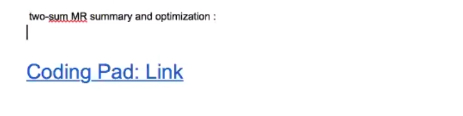 two-sum MR summary and optimization :
Coding Pad: Link